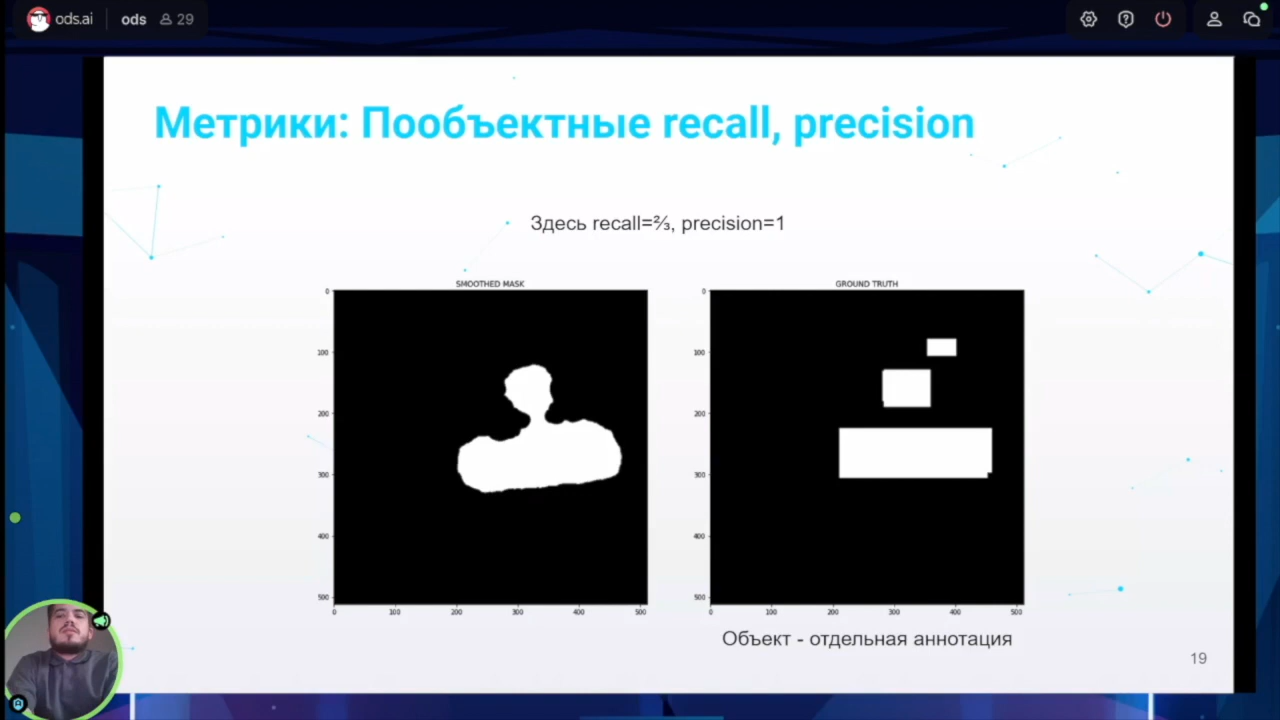 ods.ai
ods
29
Метрики: Пообъектные recall, precision
Здесь recall=⅔, precision=1
SMOOTHED MASK
0
100
200
300
400
500
0 100 200 300 400 500
GROUND TRUTH
0
100
200
300
400
500
0 100 200 300 400 500
Объект - отдельная аннотация
19